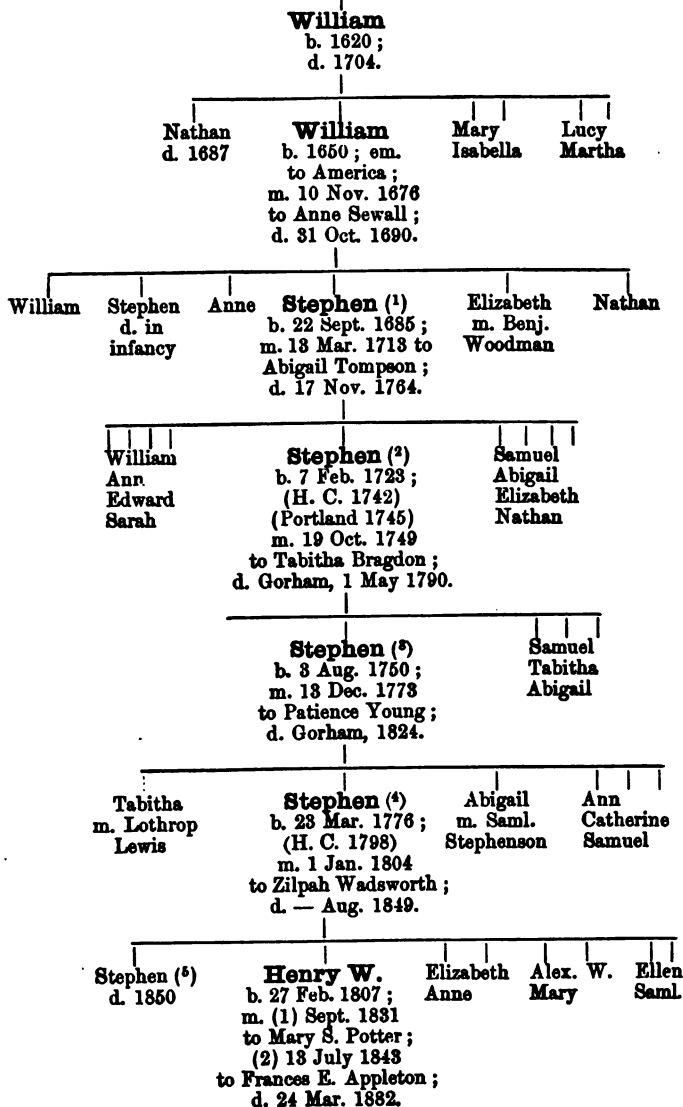 William
b. 1620 ;
d. 1704.
Nathan
d. 1687
William
b. 1650 ; em.
to America ;
m. 10 Nov. 1676
to Anne Sewall ;
d. 31 Oct. 1690.
Mary
Isabella
Lucy
Martha
William
Stephen
d. in
infancy
Anne
Stephen (1)
b. 22 Sept. 1685 ;
m. 13 Mar. 1713 to
Abigail Tompson ;
d. 17 Nov. 1764.
Elizabeth
m. Benj.
Woodman
Nathan
William
Ann
Edward
Sarah
Stephen (2)
b. 7 Feb. 1723 ;
(H. C. 1742)
(Portland 1745)
m. 19 Oct. 1749
to Tabitha Bragdon ;
d. Gorham, 1 May 1790.
Samuel
Abigail
Elizabeth
Nathan
Stephen (3)
b. 3 Aug. 1750 ;
m. 13 Dec. 1773
to Patience Young ;
d. Gorham, 1824.
Samuel
Tabitha
Abigail
Tabitha
m. Lothrop
Lewis
Stephen (4)
b. 23 Mar. 1776 ;
(H. C. 1798)
m. 1 Jan. 1804
to Zilpah Wadsworth ;
d. — Aug. 1849.
Abigail
m. Saml.
Stephenson
Ann
Catherine
Samuel
Stephen (5)
d. 1850
Henry W.
b. 27 Feb. 1807 ;
m. (1) Sept. 1831
to Mary S. Potter ;
(2) 13 July 1843
to Frances E. Appleton ;
d. 24 Mar. 1882.
Elizabeth
Anne
Alex. W.
Mary
Ellen
Saml.